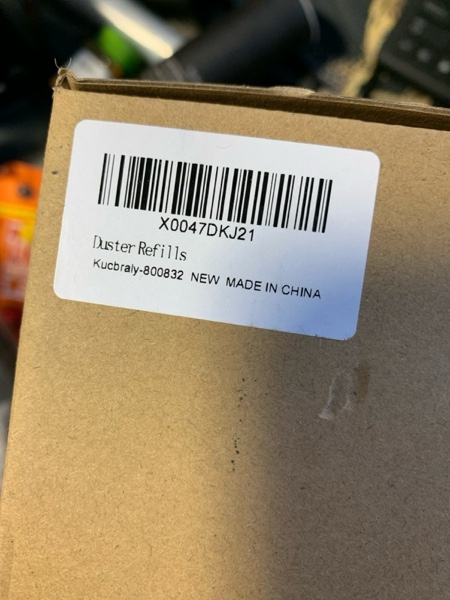 X0047DKJ21
Duster Refills
Kucbraly-800832 NEW MADE IN CHINA